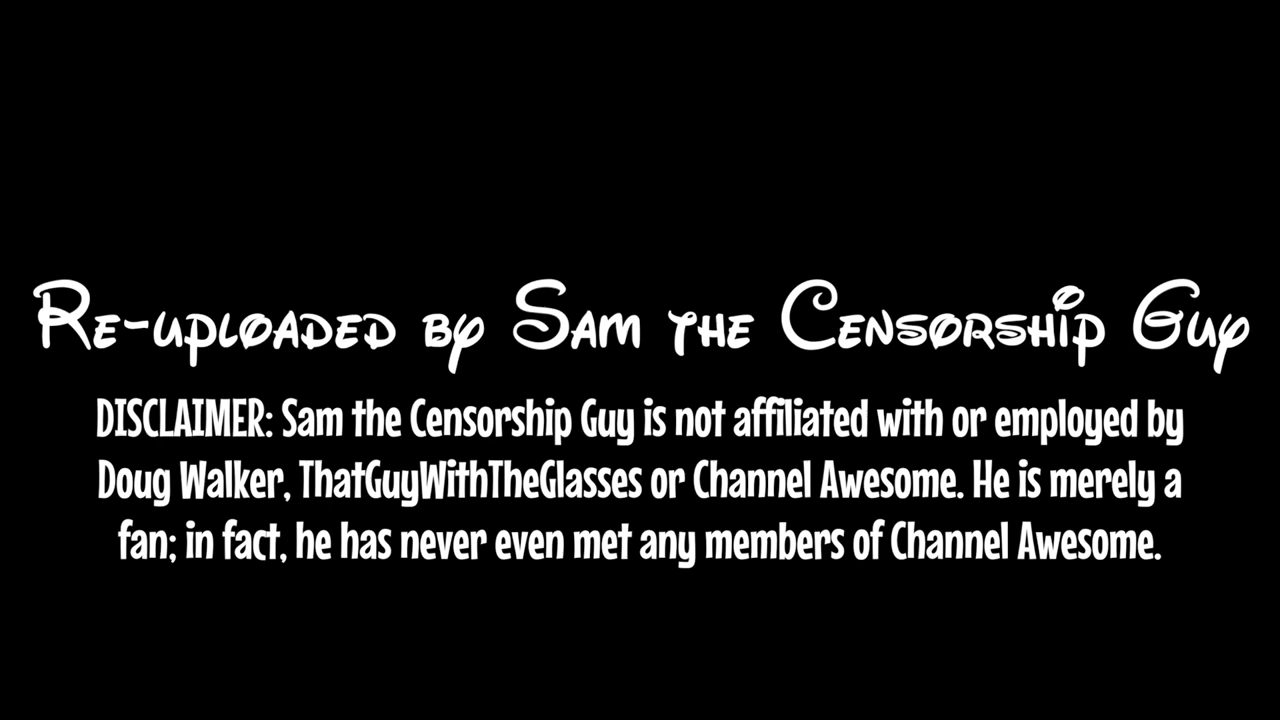 Re-uploaded by Sam the Censorship Guy
DISCLAIMER: Sam the Censorship Guy is not affiliated with or employed by
Doug Walker, ThatGuyWithTheGlasses or Channel Awesome. He is merely a
fan; in fact, he has never even met any members of Channel Awesome.